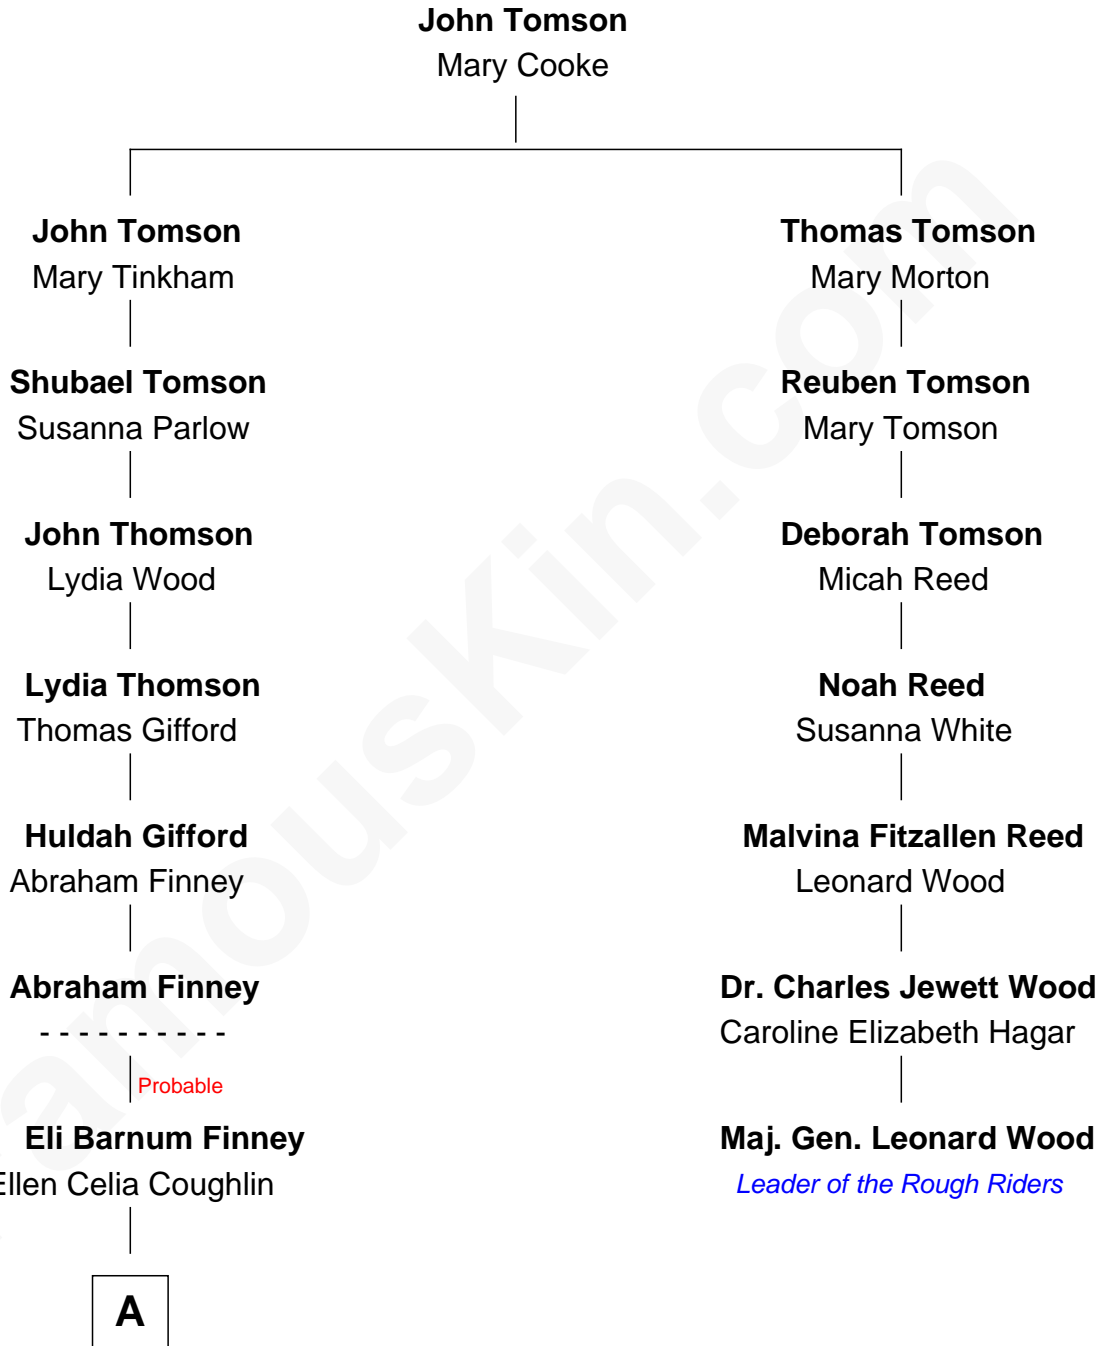 John Tomson
Mary Cooke
John Tomson
Mary Tinkham
Thomas Tomson
Mary Morton
Shubael Tomson
Susanna Parlow
Reuben Tomson
Mary Tomson
John Thomson
Lydia Wood
Deborah Tomson
Micah Reed
Lydia Thomson
Thomas Gifford
Noah Reed
Susanna White
Huldah Gifford
Abraham Finney
Malvina Fitzallen Reed
Leonard Wood
Abraham Finney
- - - - - - - - - -
Dr. Charles Jewett Wood
Caroline Elizabeth Hagar
Probable
Eli Barnum Finney
Ellen Celia Coughlin
Maj. Gen. Leonard Wood
Leader of the Rough Riders
A
famouskin.com